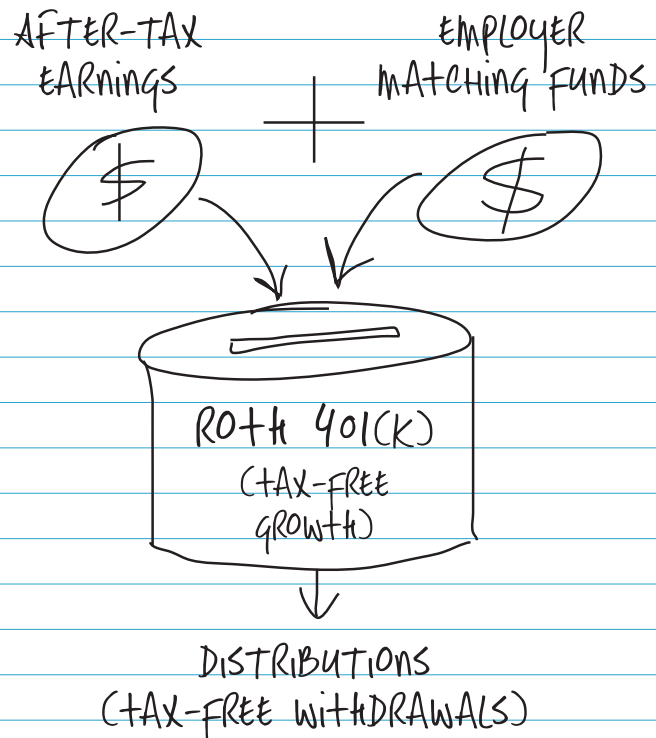 AFTER-TAX
EARNINGS
EMPLOYER
MATCHING FUNDS
$
$
ROTH 401(K)
(TAX-FREE
GROWTH)
DISTRIBUTIONS
(TAX-FREE WITHDRAWALS)